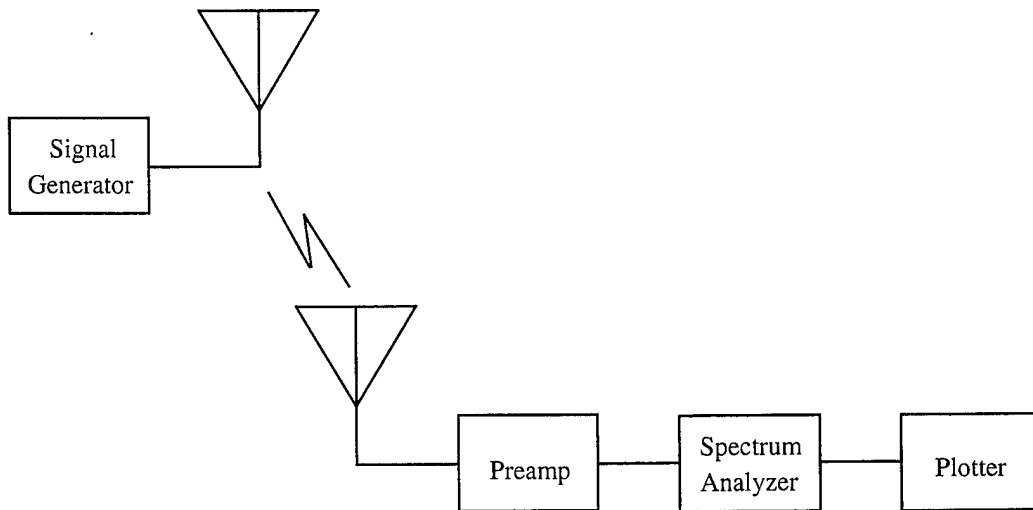 Signal
Generator
Preamp
Spectrum
Analyzer
Plotter